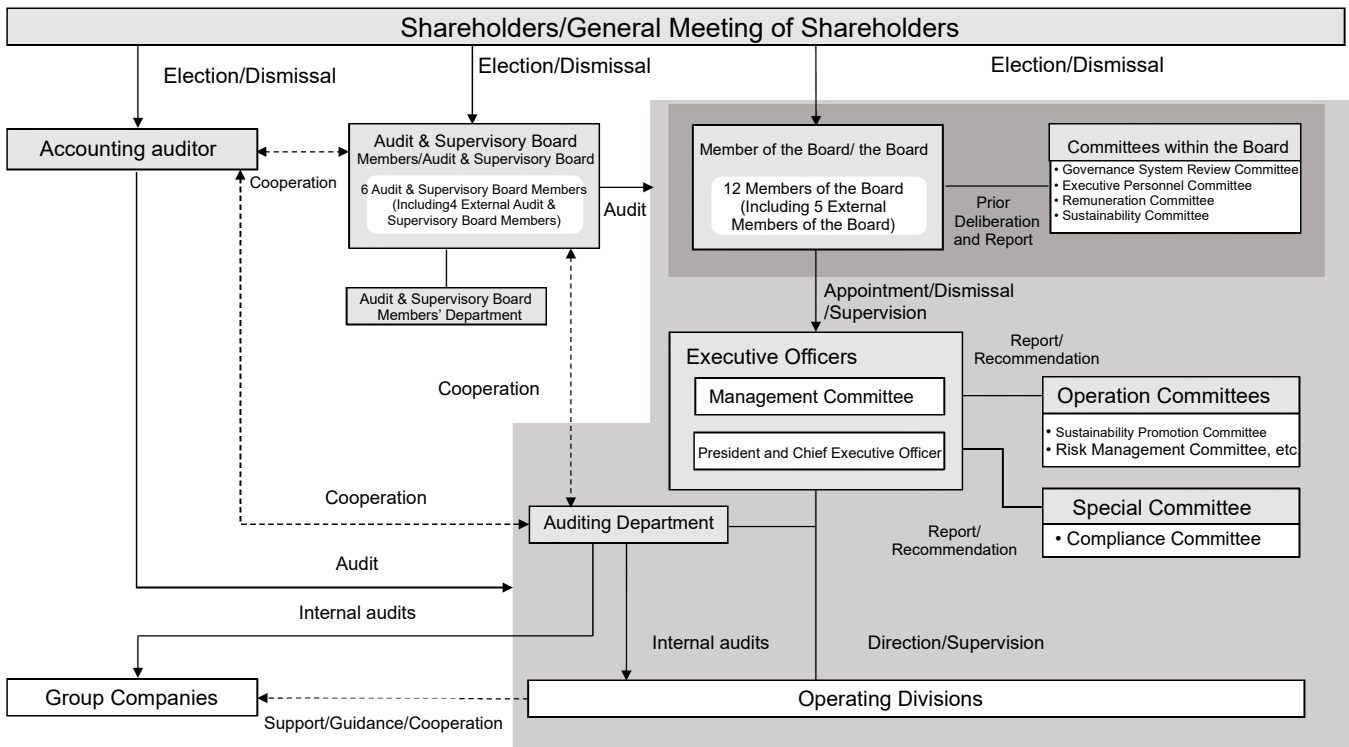 Shareholders/General Meeting of Shareholders
Election/Dismissal
Election/Dismissal
Election/Dismissal
Accounting auditor
Cooperation
Audit & Supervisory Board
Members/Audit & Supervisory Board
6 Audit & Supervisory Board Members
(Including4 External Audit &
Supervisory Board Members)
Audit
Audit & Supervisory Board
Members' Department
Member of the Board/ the Board
12 Members of the Board
(Including 5 External
Members of the Board)
Prior
Deliberation
and Report
Committees within the Board
• Governance System Review Committee
• Executive Personnel Committee
• Remuneration Committee
• Sustainability Committee
Appointment/Dismissal
/Supervision
Executive Officers
Management Committee
President and Chief Executive Officer
Report/
Recommendation
Operation Committees
• Sustainability Promotion Committee
• Risk Management Committee, etc.
Special Committee
• Compliance Committee
Report/
Recommendation
Cooperation
Cooperation
Auditing Department
Audit
Internal audits
Internal audits
Direction/Supervision
Group Companies
Support/Guidance/Cooperation
Operating Divisions